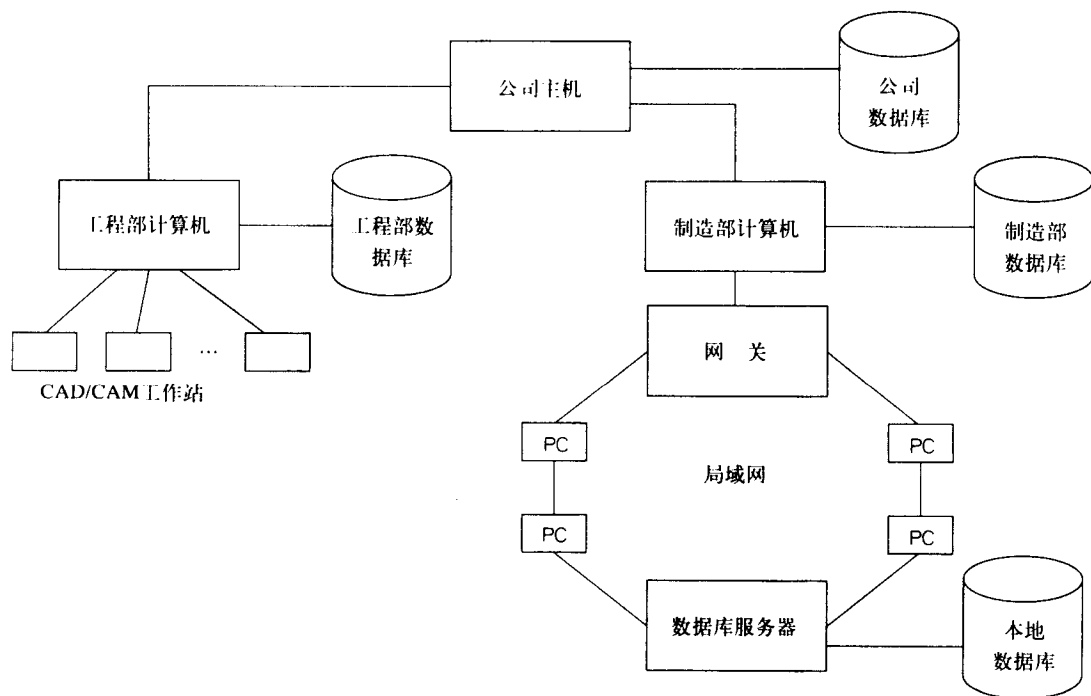 公司主机
公司
数据库
工程部计算机
工程部数
据库
制造部计算机
制造部
数据库
…
CAD/CAM工作站
网 关
PC
PC
局域网
PC
PC
数据库服务器
本地
数据库